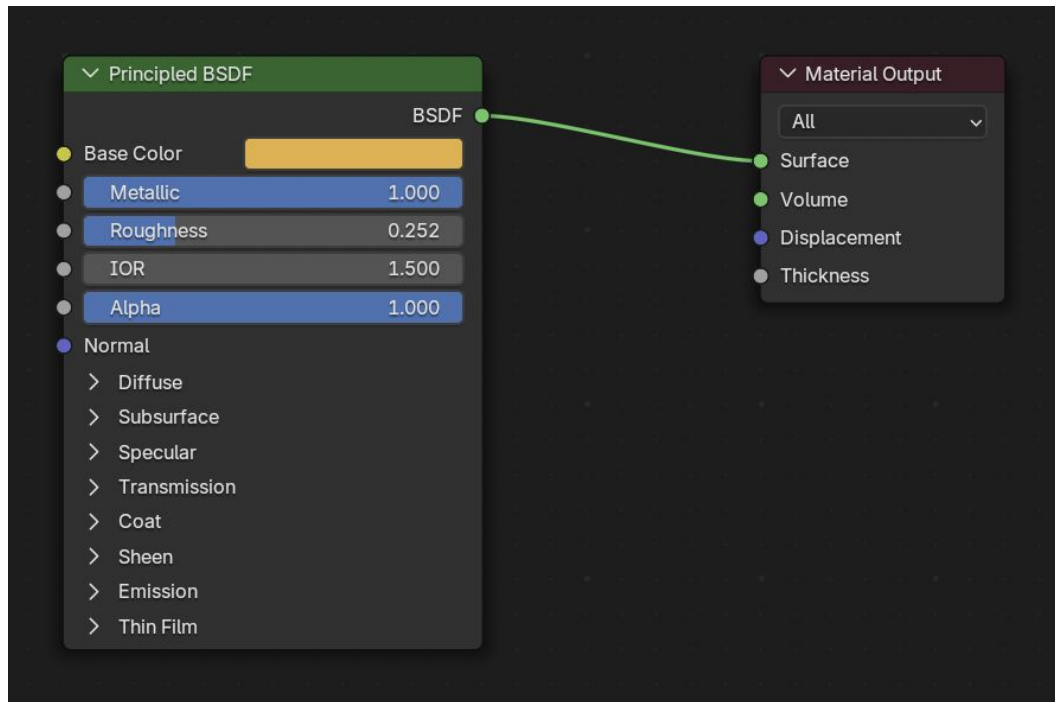 Principled BSDF
BSDF
Base Color
Metallic 1.000
Roughness 0.252
IOR 1.500
Alpha 1.000
Normal
Diffuse
Subsurface
Specular
Transmission
Coat
Sheen
Emission
Thin Film
Material Output
All
Surface
Volume
Displacement
Thickness